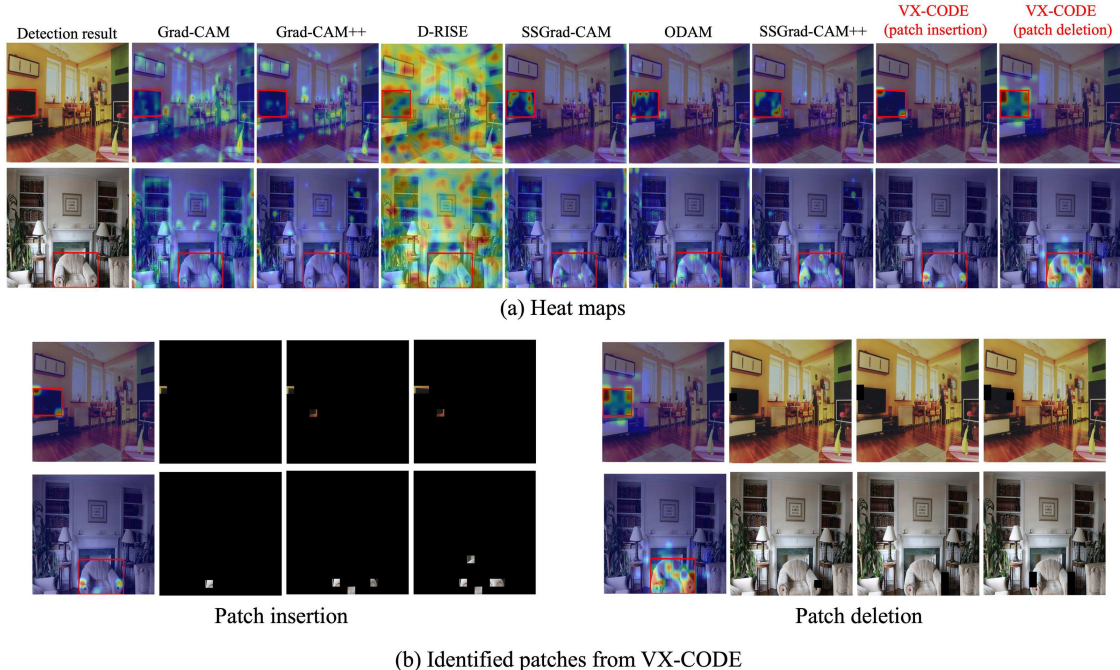 Detection result Grad-CAM Grad-CAM++ D-RISE SSGrad-CAM ODAM SSGrad-CAM++ VX-CODE (patch insertion) VX-CODE (patch deletion)
(a) Heat maps
Patch insertion Patch deletion
(b) Identified patches from VX-CODE